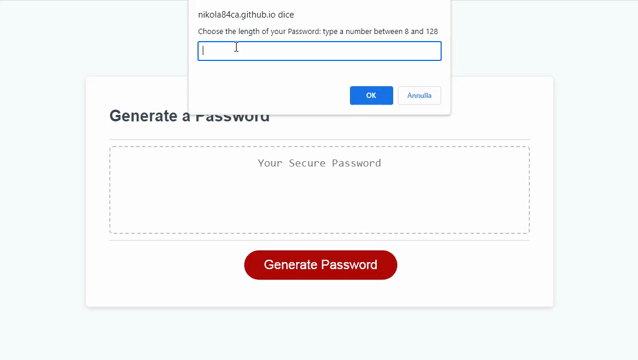 nikola84ca.github.io dice
Choose the length of your Password: type a number between 8 and 128
OK
Annulla
Generate a Password
Your Secure Password
Generate Password